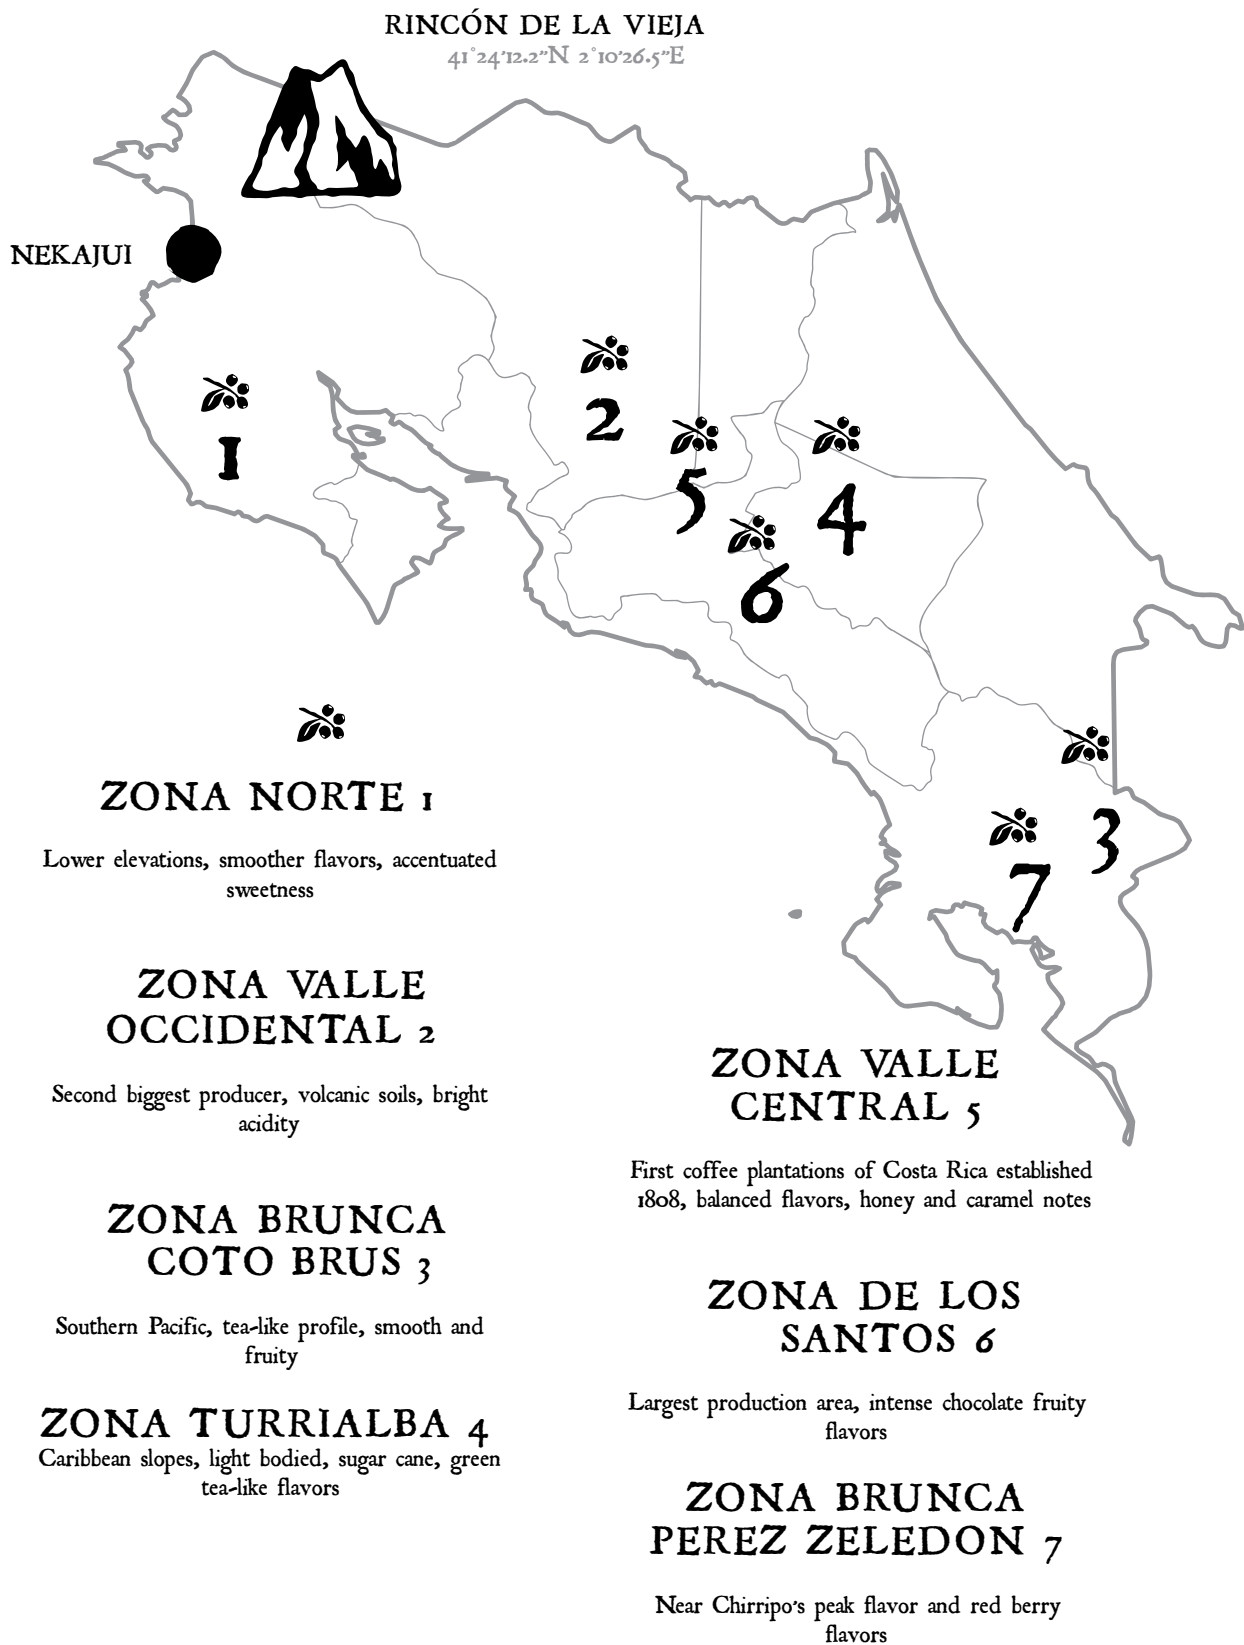 RINCÓN DE LA VIEJA
41°24'12.2"N 2°10'26.5"E
NEKAJUI
1
2
5
4
6
3
7
ZONA NORTE 1
Lower elevations, smoother flavors, accentuated
sweetness
ZONA VALLE
OCCIDENTAL 2
Second biggest producer, volcanic soils, bright
acidity
ZONA BRUNCA
COTO BRUS 3
Southern Pacific, tea-like profile, smooth and
fruity
ZONA TURRIALBA 4
Caribbean slopes, light bodied, sugar cane, green
tea-like flavors
ZONA VALLE
CENTRAL 5
First coffee plantations of Costa Rica established
1808, balanced flavors, honey and caramel notes
ZONA DE LOS
SANTOS 6
Largest production area, intense chocolate fruity
flavors
ZONA BRUNCA
PEREZ ZELEDON 7
Near Chirripo's peak flavor and red berry
flavors